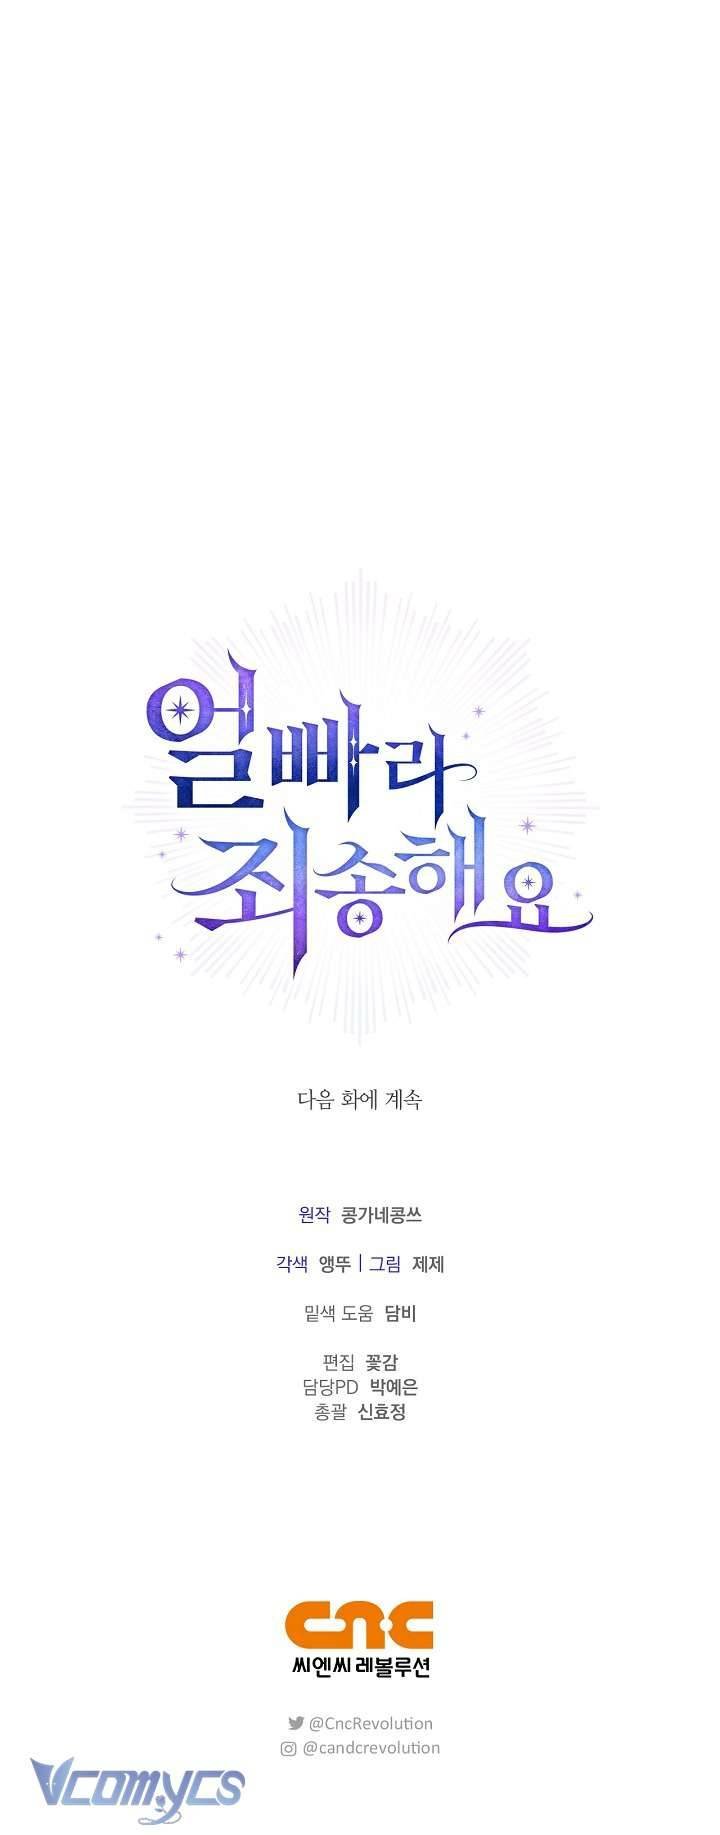 얼빠라
죄송해요
다음 화에 계속
원작 콩가네콩쓰
각색 앵뚜 | 그림 제제
밑색 도움 담비
편집 꽃감
담당PD 박예은
총괄 신효정
cnc
씨엔씨 레볼루션
@CncRevolution
@candcrevolution
Vcomycs